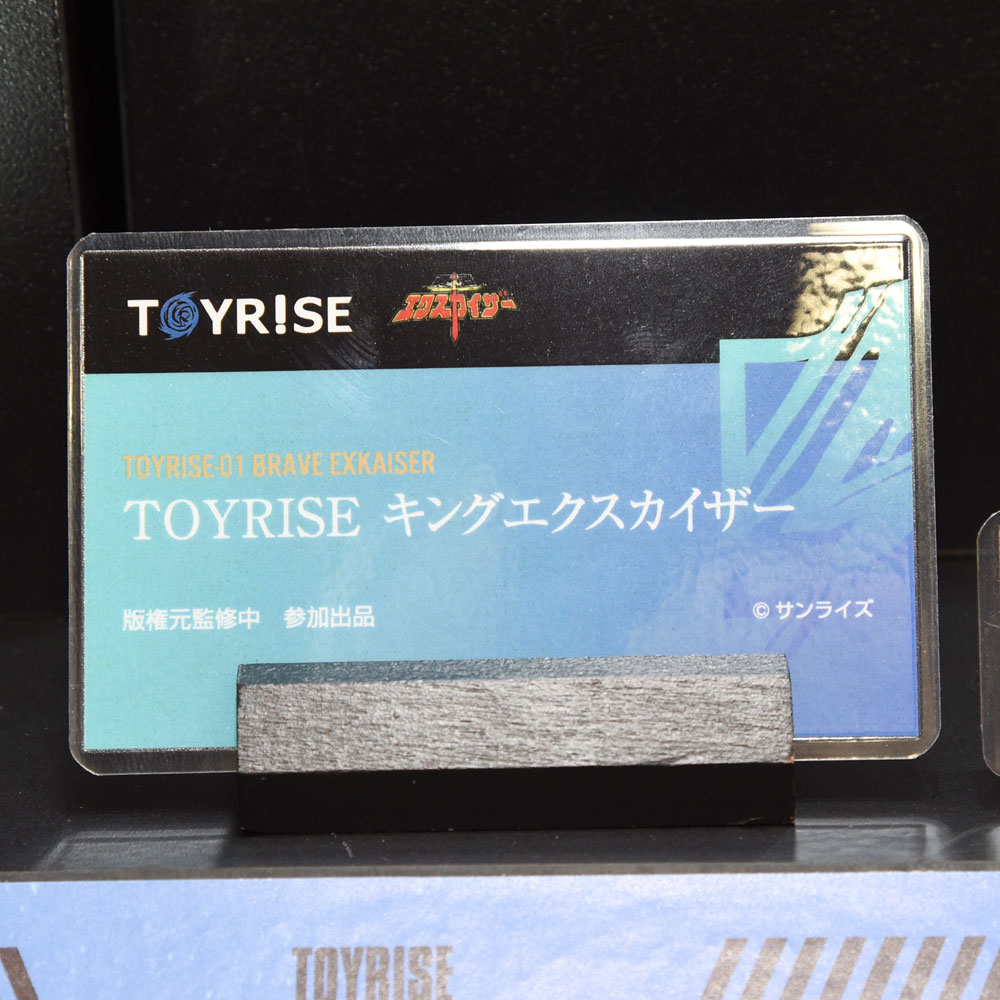 TOYR!SE エクスカイザー
TOYRISE-01 BRAVE EXKAISER
TOYRISE キングエクスカイザー
版権元監修中 参加出品 ©サンライズ
TOYRISE